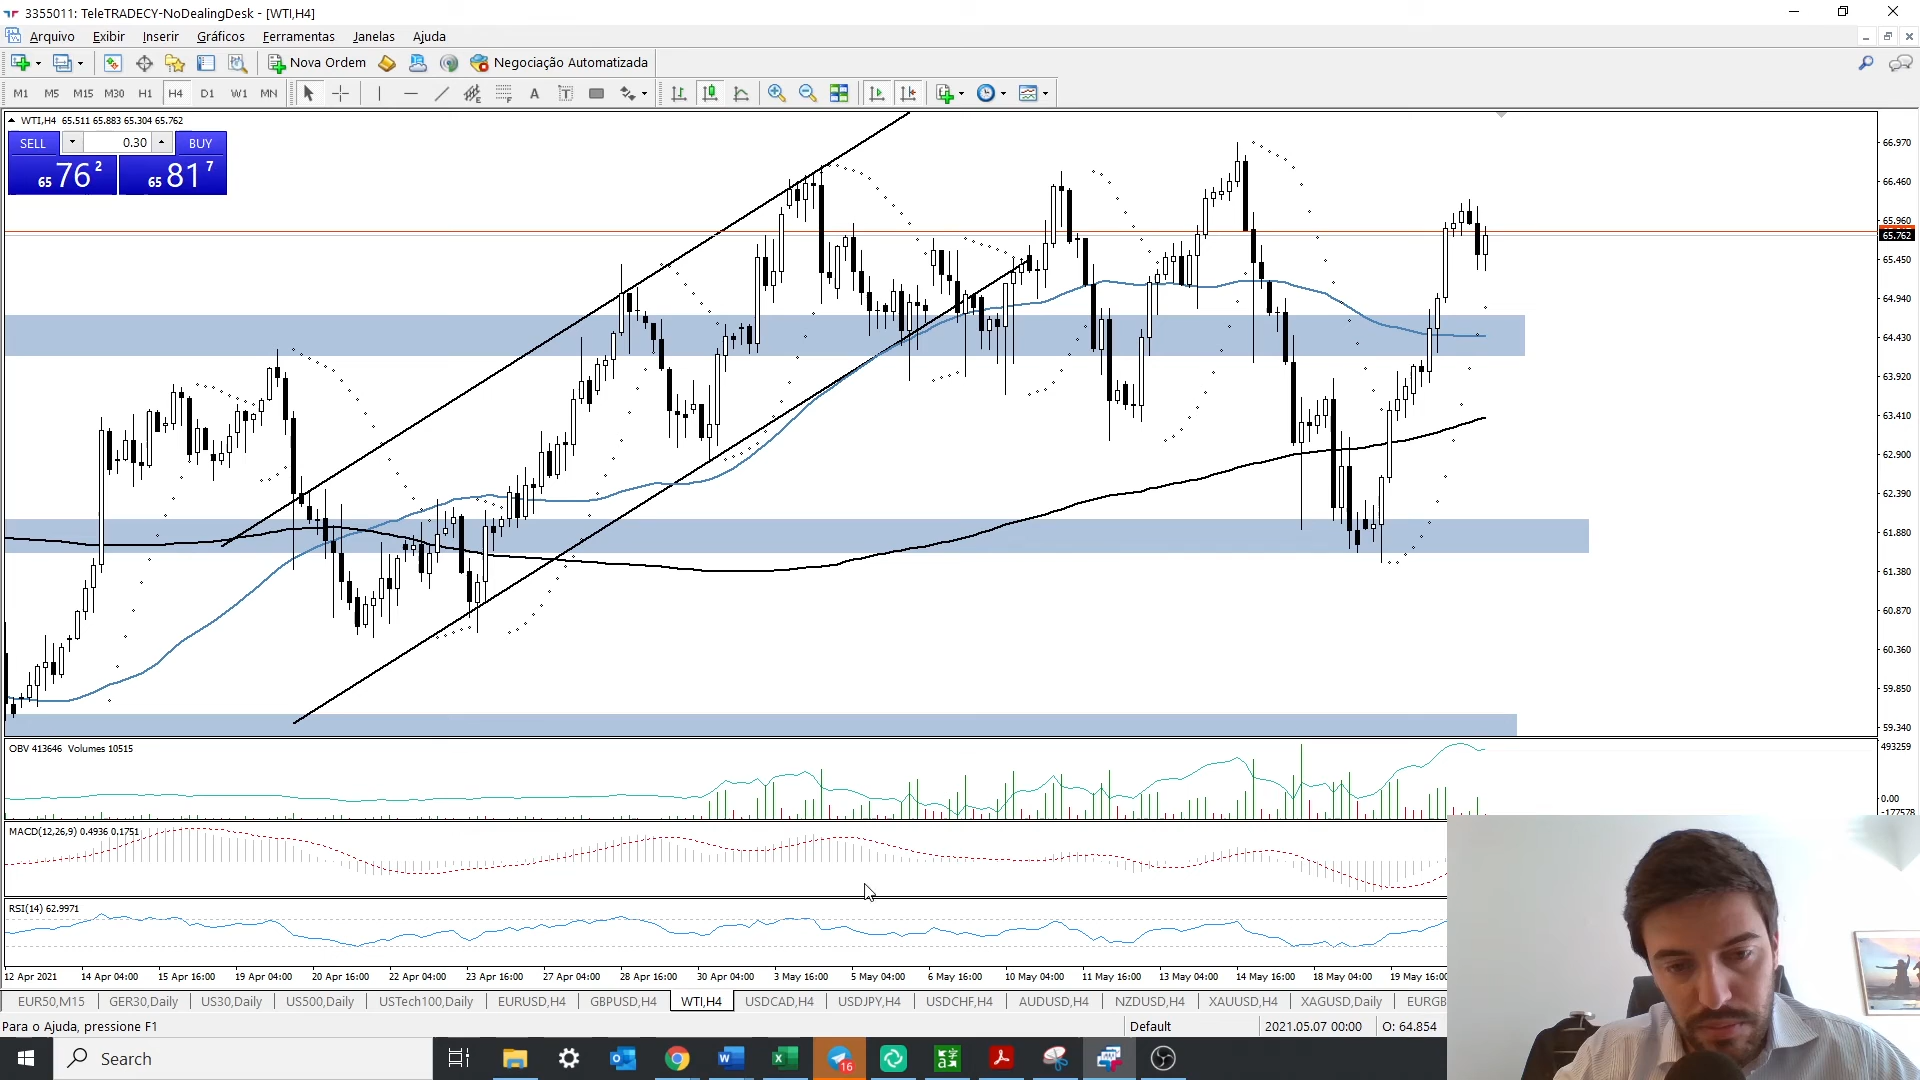 3355011: TeleTRADECY-NoDealingDesk - [WTI,H4]
Arquivo Exibir Inserir Gráficos Ferramentas Janelas Ajuda
Nova Ordem Negociação Automatizada
M1 M5 M15 M30 H1 H4 D1 W1 MN A T
WTI,H4 65.511 65.883 65.304 65.762
SELL 0.30 BUY
65 76 2 65 81 7
66.970
66.460
65.960
65.762
65.450
64.940
64.430
63.920
63.410
62.900
62.390
61.880
61.380
60.870
60.360
59.850
59.340
OBV 413646 Volumes 10515
493259
0.00
-177578
MACD(12,26,9) 0.4936 0.1751
RSI(14) 62.9971
12 Apr 2021 14 Apr 04:00 15 Apr 16:00 19 Apr 04:00 20 Apr 16:00 22 Apr 04:00 23 Apr 16:00 27 Apr 04:00 28 Apr 16:00 30 Apr 04:00 3 May 16:00 5 May 04:00 6 May 16:00 10 May 04:00 11 May 16:00 13 May 04:00 14 May 16:00 18 May 04:00 19 May 16:00
EUR50,M15 GER30,Daily US30,Daily US500,Daily USTech100,Daily EURUSD,H4 GBPUSD,H4 WTI,H4 USDCAD,H4 USDJPY,H4 USDCHF,H4 AUDUSD,H4 NZDUSD,H4 XAUUSD,H4 XAGUSD,Daily EURGB
Para o Ajuda, pressione F1 Default 2021.05.07 00:00 O: 64.854
Search 16